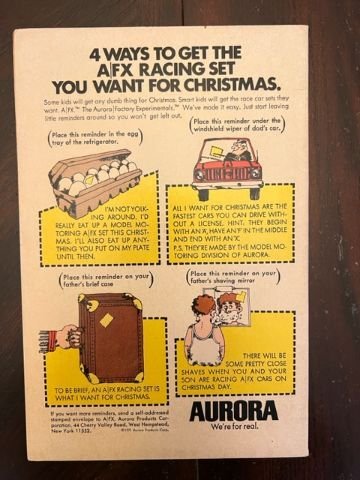 4 WAYS TO GET THE
A/FX RACING SET
YOU WANT FOR CHRISTMAS.
Some kids will get any dumb thing for Christmas. Smart kids will get the race car sets they
want. A/FX.™ The Aurora/Factory Experimentals.™ We've made it easy. Just start leaving
little reminders around so you won't get left out.
Place this reminder in the egg
tray of the refrigerator.
I'M NOT YOLK-
ING AROUND. I'D
REALLY EAT UP A MODEL MO-
TORING A/FX SET THIS CHRIST-
MAS. I'LL ALSO EAT UP ANY-
THING YOU PUT ON MY PLATE
UNTIL THEN.
Place this reminder under the
windshield wiper of dad's car.
ALL I WANT FOR CHRISTMAS ARE THE
FASTEST CARS YOU CAN DRIVE WITH-
OUT A LICENSE. HINT. THEY BEGIN
WITH AN 'A', HAVE AN 'F' IN THE MIDDLE
AND END WITH AN 'X'.
P.S. THEY'RE MADE BY THE MODEL MO-
TORING DIVISION OF AURORA.
Place this reminder on your
father's brief case
TO BE BRIEF, AN A/FX RACING SET IS
WHAT I WANT FOR CHRISTMAS.
Place this reminder on your
father's shaving mirror
THERE WILL BE
SOME PRETTY CLOSE
SHAVES WHEN YOU AND YOUR
SON ARE RACING A/FX CARS ON
CHRISTMAS DAY.
If you want more reminders, send a self-addressed
stamped envelope to A/FX, Aurora Products Cor-
poration, 44 Cherry Valley Road, West Hempstead,
New York 11552.
Aurora Products Corp.
AURORA
We're for real.